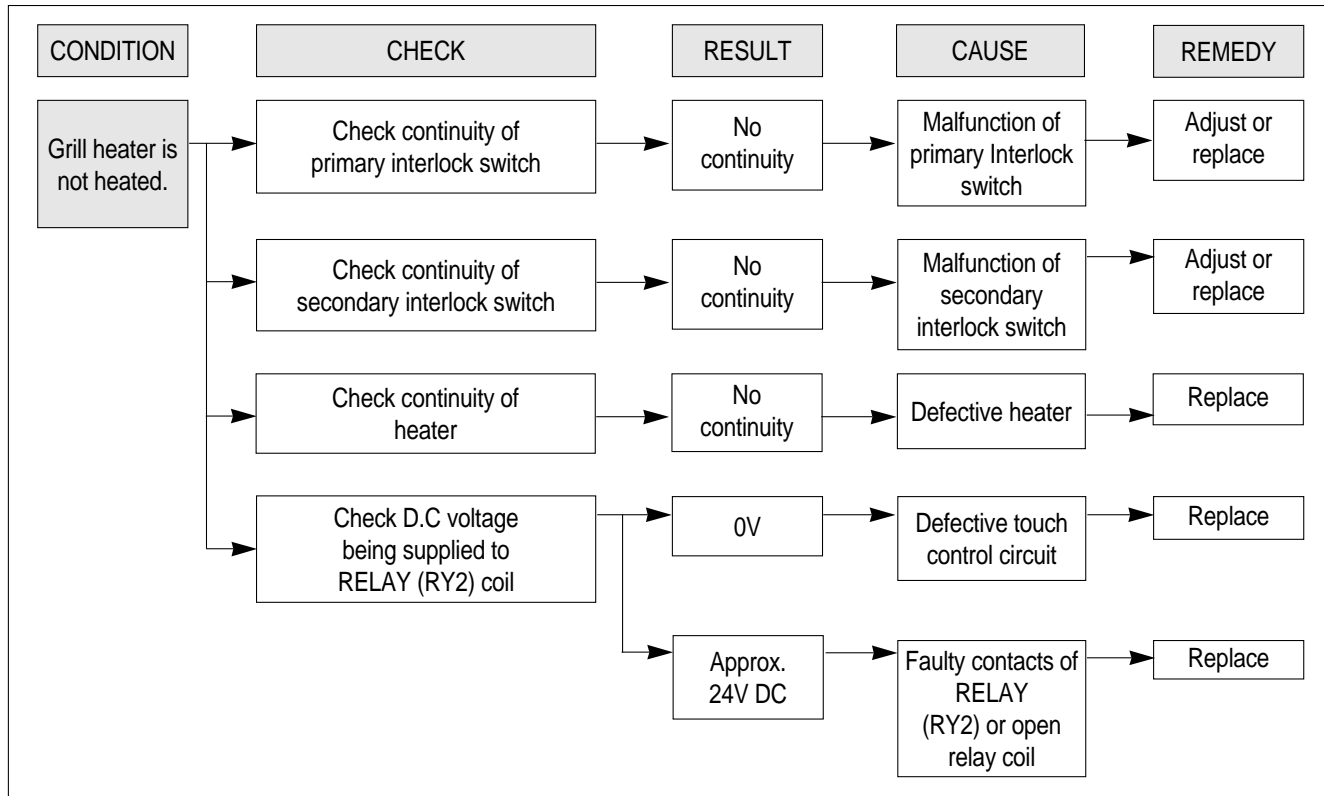 CONDITION
CHECK
RESULT
CAUSE
REMEDY
Grill heater is
not heated.
Check continuity of
primary interlock switch
No
continuity
Malfunction of
primary Interlock
switch
Adjust or
replace
Check continuity of
secondary interlock switch
No
continuity
Malfunction of
secondary
interlock switch
Adjust or
replace
Check continuity of
heater
No
continuity
Defective heater
Replace
Check D.C voltage
being supplied to
RELAY (RY2) coil
0V
Defective touch
control circuit
Replace
Approx.
24V DC
Faulty contacts of
RELAY
(RY2) or open
relay coil
Replace